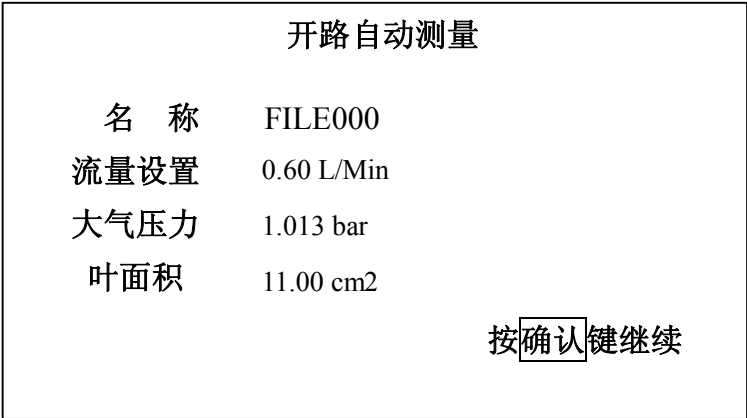 开路自动测量
名 称 FILE000
流量设置 0.60 L/Min
大气压力 1.013 bar
叶面积 11.00 cm2
按确认键继续